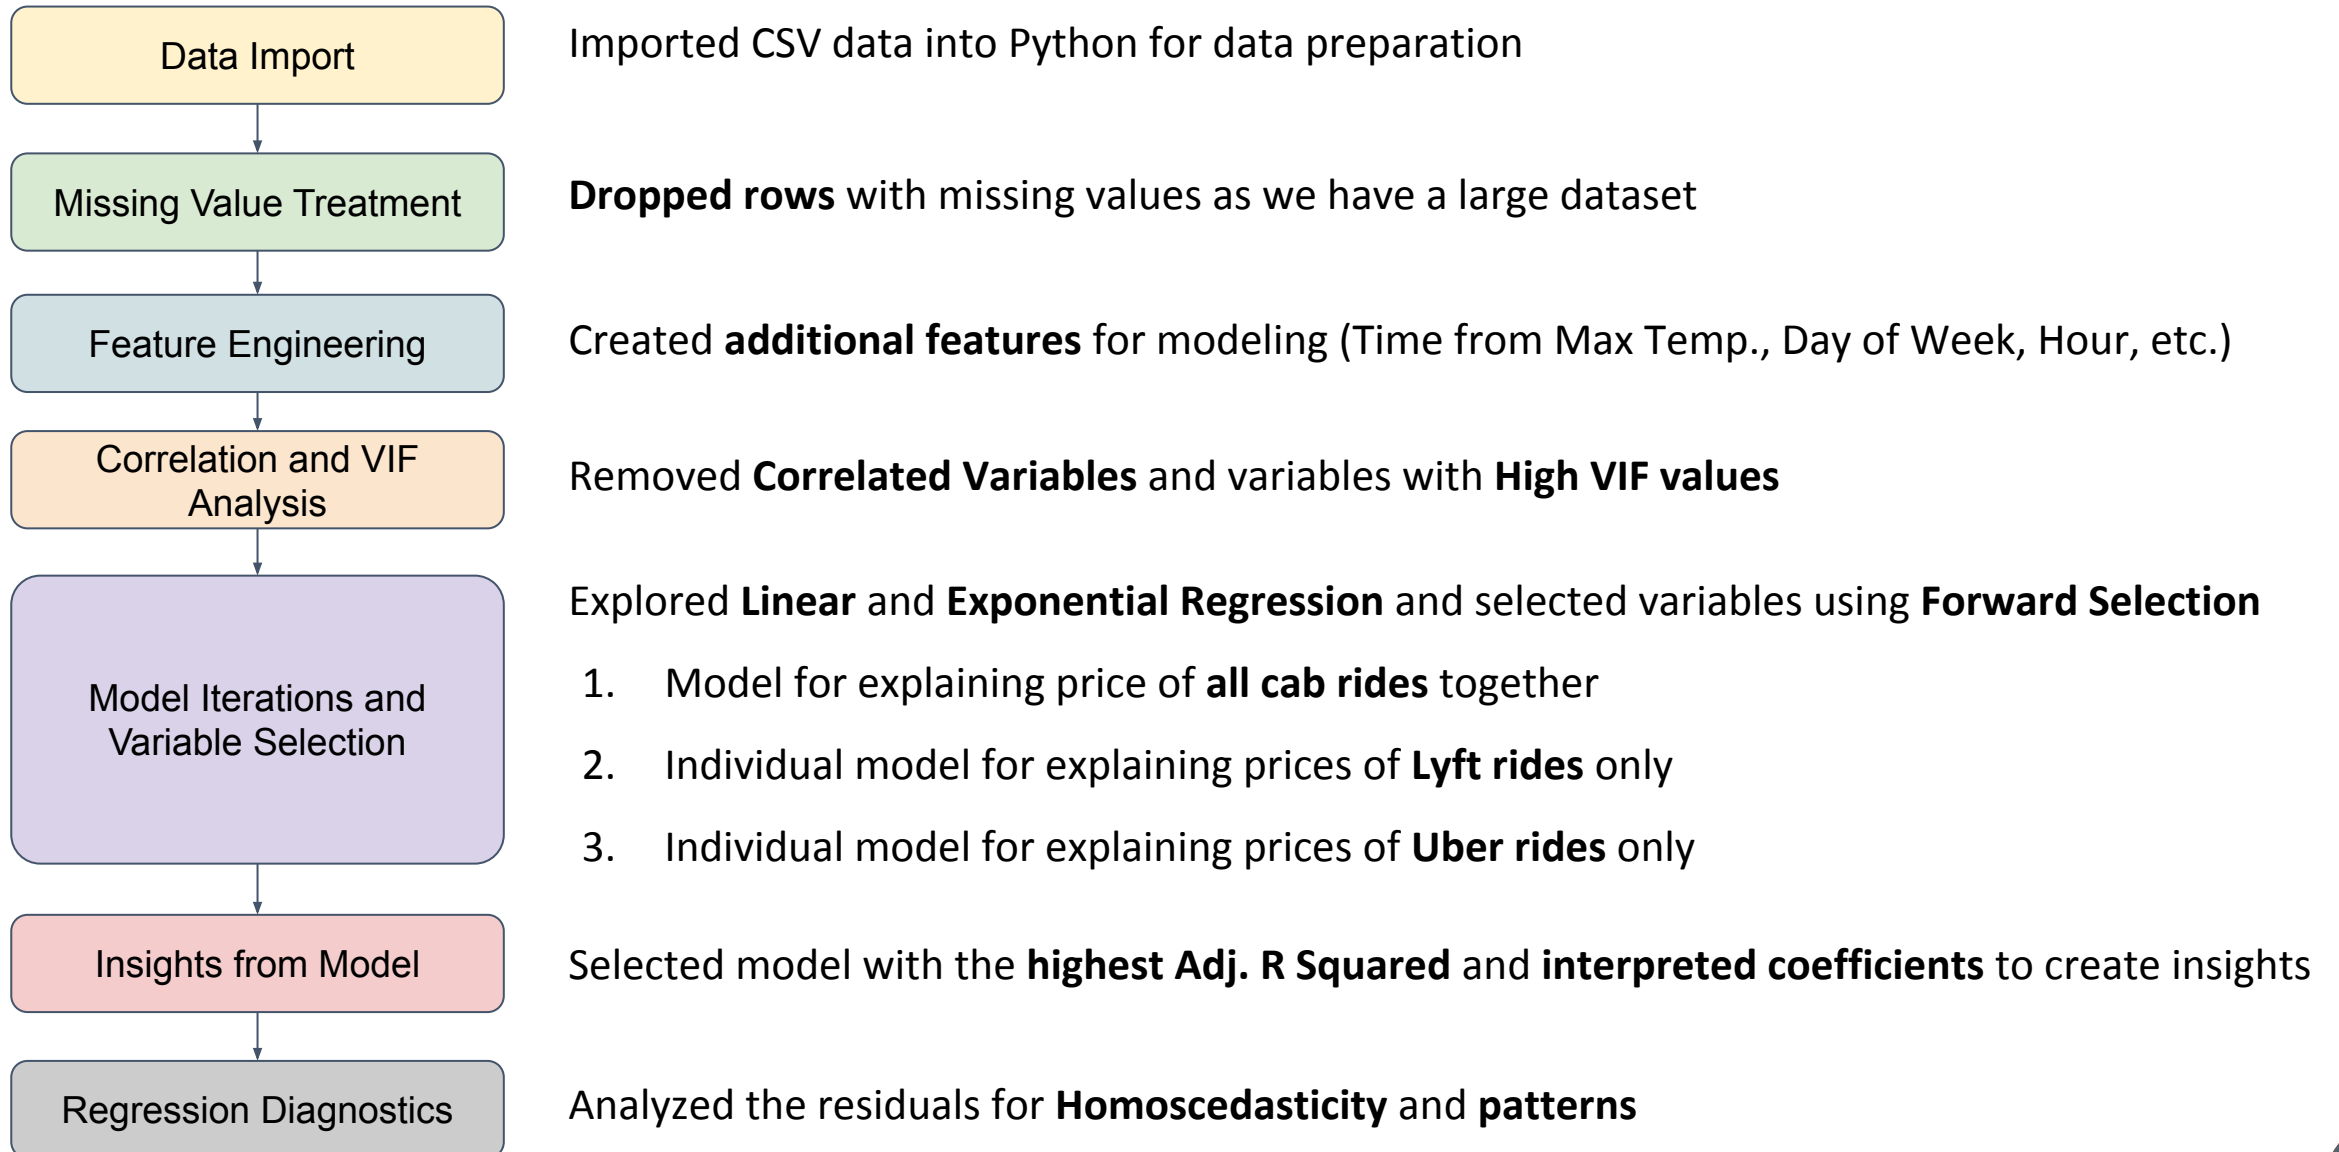 Data Import
Imported CSV data into Python for data preparation
Missing Value Treatment
Dropped rows with missing values as we have a large dataset
Feature Engineering
Created additional features for modeling (Time from Max Temp., Day of Week, Hour, etc.)
Correlation and VIF
Analysis
Removed Correlated Variables and variables with High VIF values
Model Iterations and
Variable Selection
Explored Linear and Exponential Regression and selected variables using Forward Selection
1. Model for explaining price of all cab rides together
2. Individual model for explaining prices of Lyft rides only
3. Individual model for explaining prices of Uber rides only
Insights from Model
Selected model with the highest Adj. R Squared and interpreted coefficients to create insights
Regression Diagnostics
Analyzed the residuals for Homoscedasticity and patterns